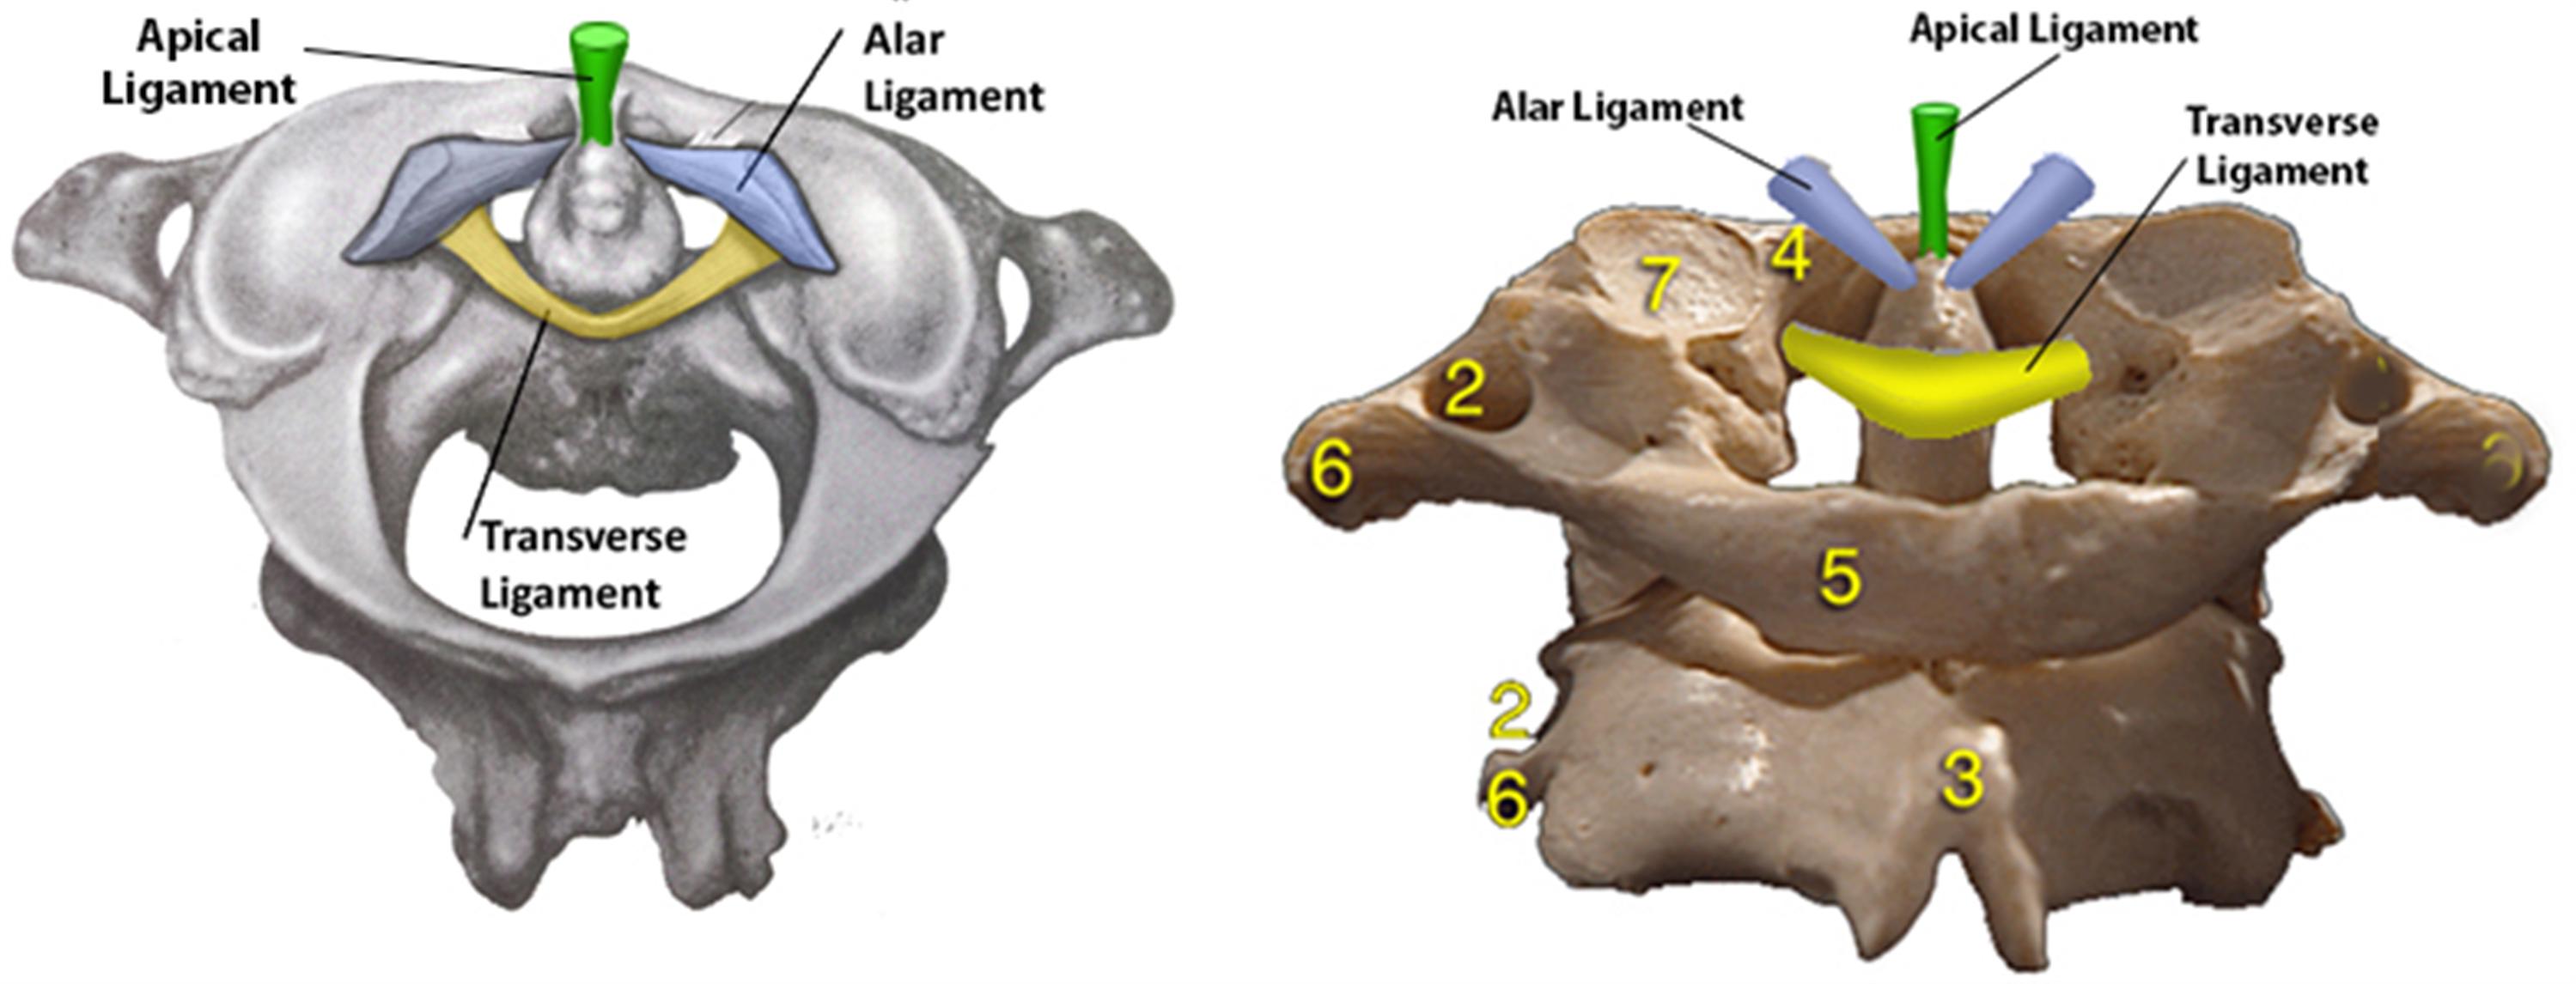 Apical
Ligament
Alar
Ligament
Transverse
Ligament
Apical Ligament
Alar Ligament
Transverse
Ligament
4
7
2
6
5
2
6
3